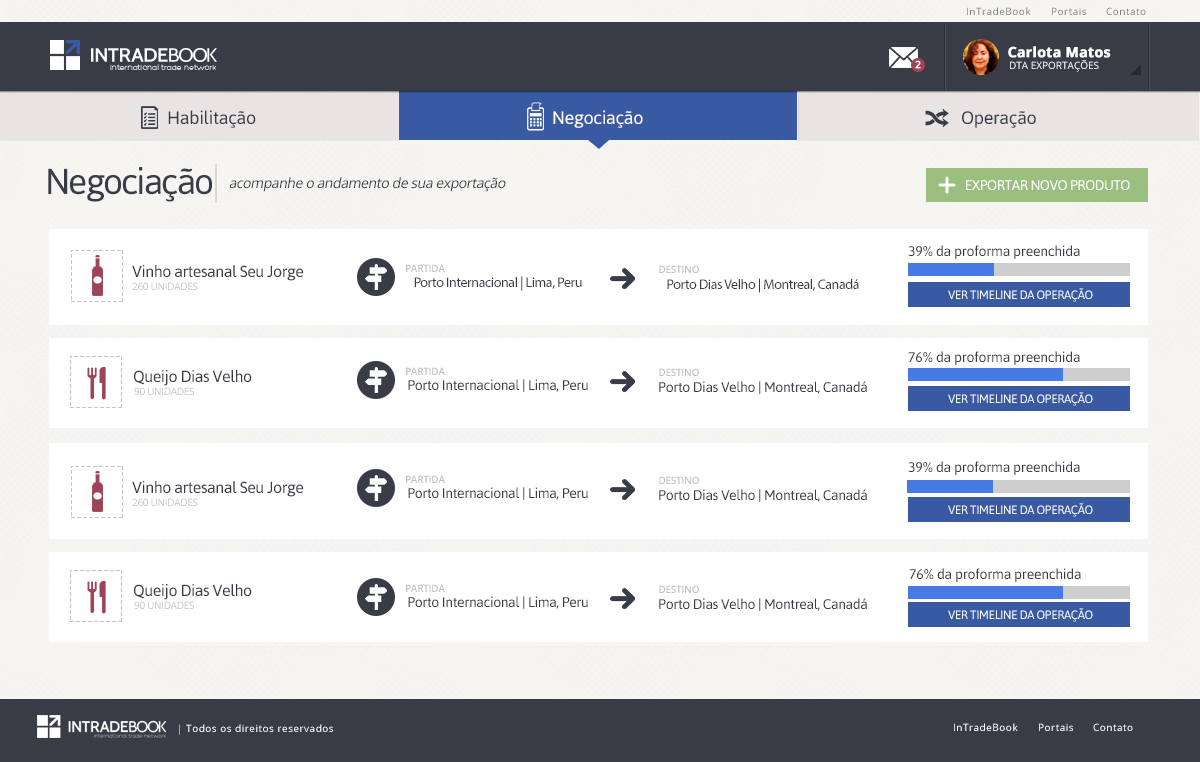 InTradeBook Portais Contato
INTRADEBOOK
international trade network
2
Carlota Matos
DTA EXPORTAÇÕES
Habilitação
Negociação
Operação
Negociação
acompanhe o andamento de sua exportação
EXPORTAR NOVO PRODUTO
Vinho artesanal Seu Jorge
260 UNIDADES
PARTIDA
Porto Internacional | Lima, Peru
DESTINO
Porto Dias Velho | Montreal, Canadá
39% da proforma preenchida
VER TIMELINE DA OPERAÇÃO
Queijo Dias Velho
90 UNIDADES
PARTIDA
Porto Internacional | Lima, Peru
DESTINO
Porto Dias Velho | Montreal, Canadá
76% da proforma preenchida
VER TIMELINE DA OPERAÇÃO
Vinho artesanal Seu Jorge
260 UNIDADES
PARTIDA
Porto Internacional | Lima, Peru
DESTINO
Porto Dias Velho | Montreal, Canadá
39% da proforma preenchida
VER TIMELINE DA OPERAÇÃO
Queijo Dias Velho
90 UNIDADES
PARTIDA
Porto Internacional | Lima, Peru
DESTINO
Porto Dias Velho | Montreal, Canadá
76% da proforma preenchida
VER TIMELINE DA OPERAÇÃO
INTRADEBOOK
international trade network
| Todos os direitos reservados
InTradeBook Portais Contato